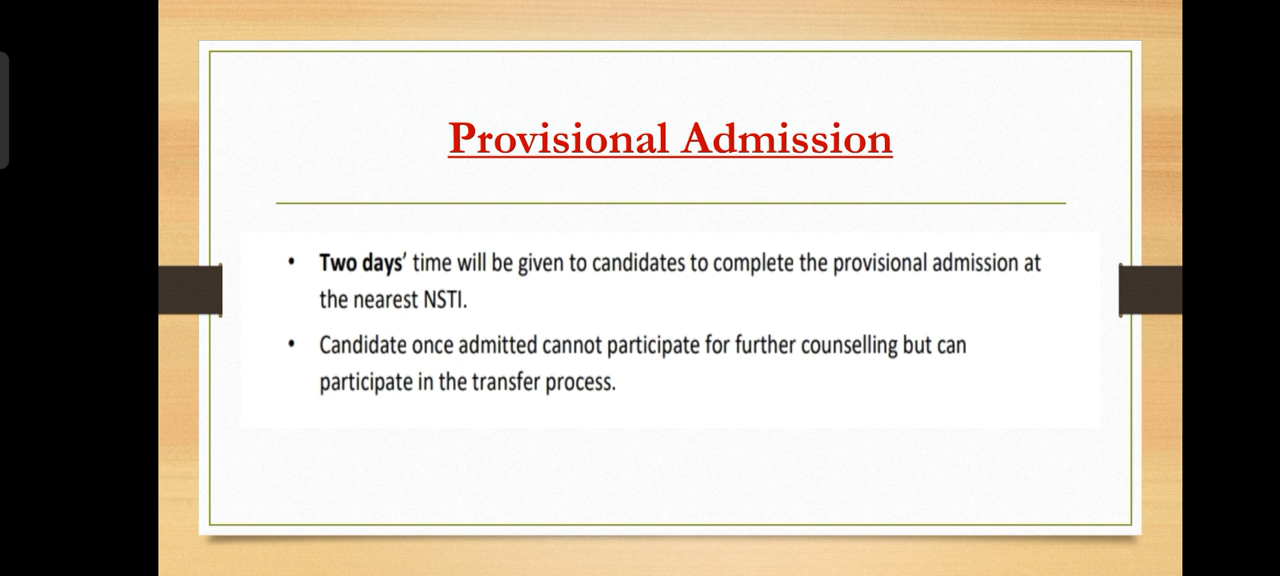 Provisional Admission
• Two days' time will be given to candidates to complete the provisional admission at
the nearest NSTI.
• Candidate once admitted cannot participate for further counselling but can
participate in the transfer process.